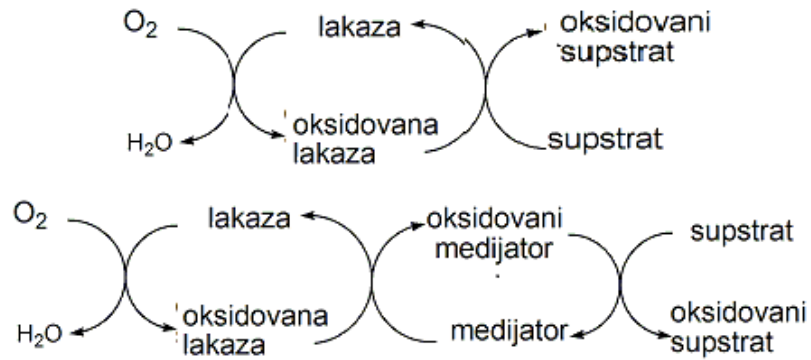 O2 lakaza oksidovani
supstrat
H2O oksidovana
lakaza supstrat
O2 lakaza oksidovani
medijator supstrat
H2O oksidovana
lakaza medijator oksidovani
supstrat